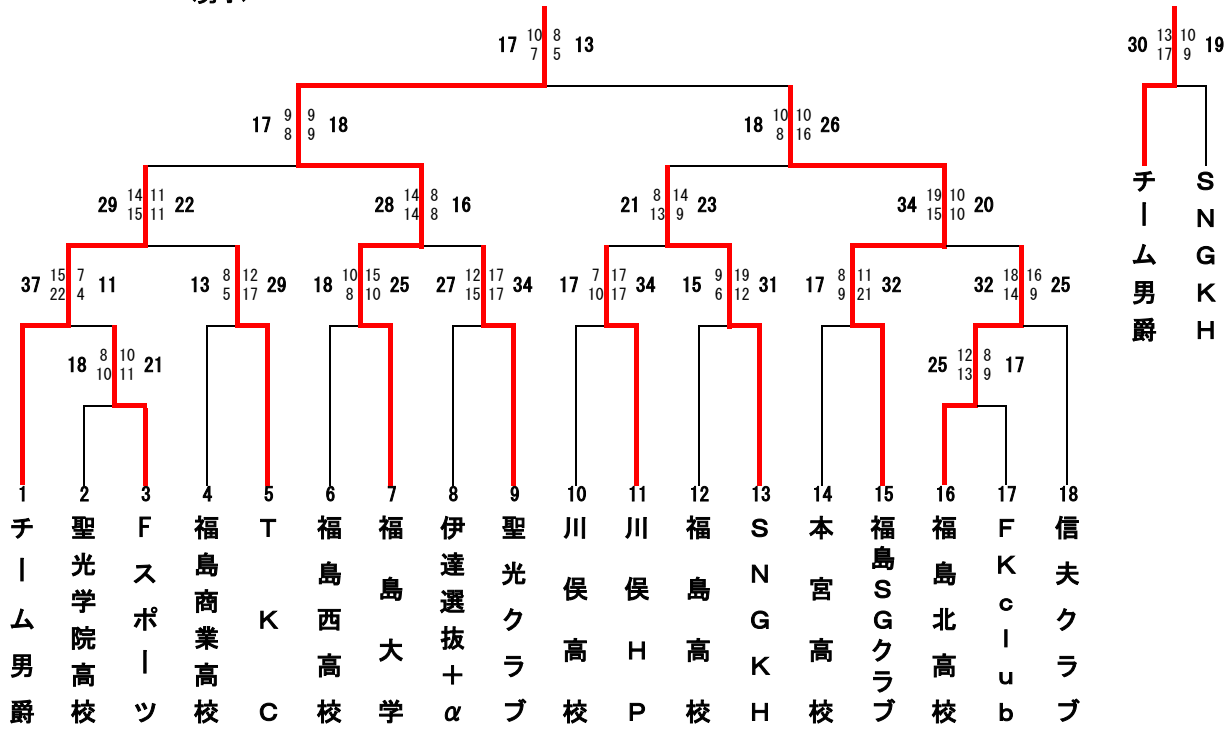 17 10 8 13
7 5
30 13 10 19
17 9
17 9 9 18
8 9
18 10 10 26
8 16
29 14 11 22
15 11
28 14 8 16
14 8
21 8 14 23
13 9
34 19 10 20
15 10
37 15 7 11
22 4
13 8 12 29
5 17
18 10 15 25
8 10
27 12 17 34
15 17
17 7 17 34
10 17
15 9 19 31
6 12
17 8 11 32
9 21
32 18 16 25
14 9
18 8 10 21
10 11
25 12 8 17
13 9
チーム男爵
SNGKH
1
チーム男爵
2
聖光学院高校
3
Fスポーツ
4
福島商業高校
5
TKC
6
福島西高校
7
福島大学
8
伊達選抜+α
9
聖光クラブ
10
川俣高校
11
川俣HP
12
福島高校
13
SNGKH
14
本宮高校
15
福島SGクラブ
16
福島北高校
17
FKclub
18
信夫クラブ